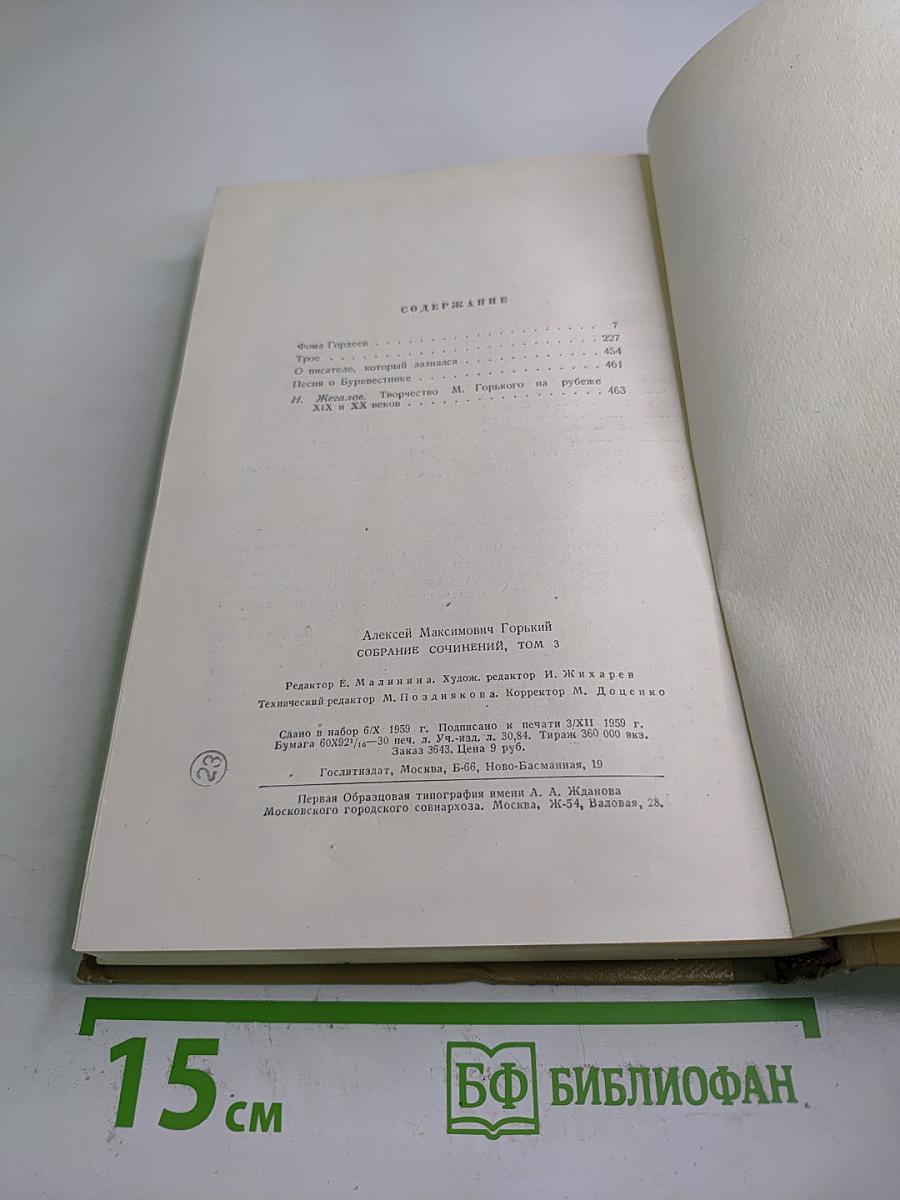 СОДЕРЖАНИЕ
Фома Гордеев . . . . . . . . . . . . . . . . . . 7
Трое . . . . . . . . . . . . . . . . . . . . 227
О писателе, который зазнался . . . . . . . . . . 454
Песня о Буревестнике . . . . . . . . . . . . . 461
Н. Жегалов. Творчество М. Горького на рубеже
XIX и XX веков . . . . . . . . . . . . . . . 463
Алексей Максимович Горький
СОБРАНИЕ СОЧИНЕНИЙ, ТОМ 3
Редактор Е. Малинина. Худож. редактор И. Жихарев
Технический редактор М. Позднякова. Корректор М. Доценко
Сдано в набор 6/X 1959 г. Подписано к печати 3/XII 1959 г.
Бумага 60X92¹/₁₆—30 печ. л. Уч.-изд. л. 30,84. Тираж 360 000 экз.
Заказ 3643. Цена 9 руб.
23
Гослитиздат, Москва, Б-66, Ново-Басманная, 19
Первая Образцовая типография имени А. А. Жданова
Московского городского совнархоза. Москва, Ж-54, Валовая, 28.
15 см
БФ БИБЛИОФАН